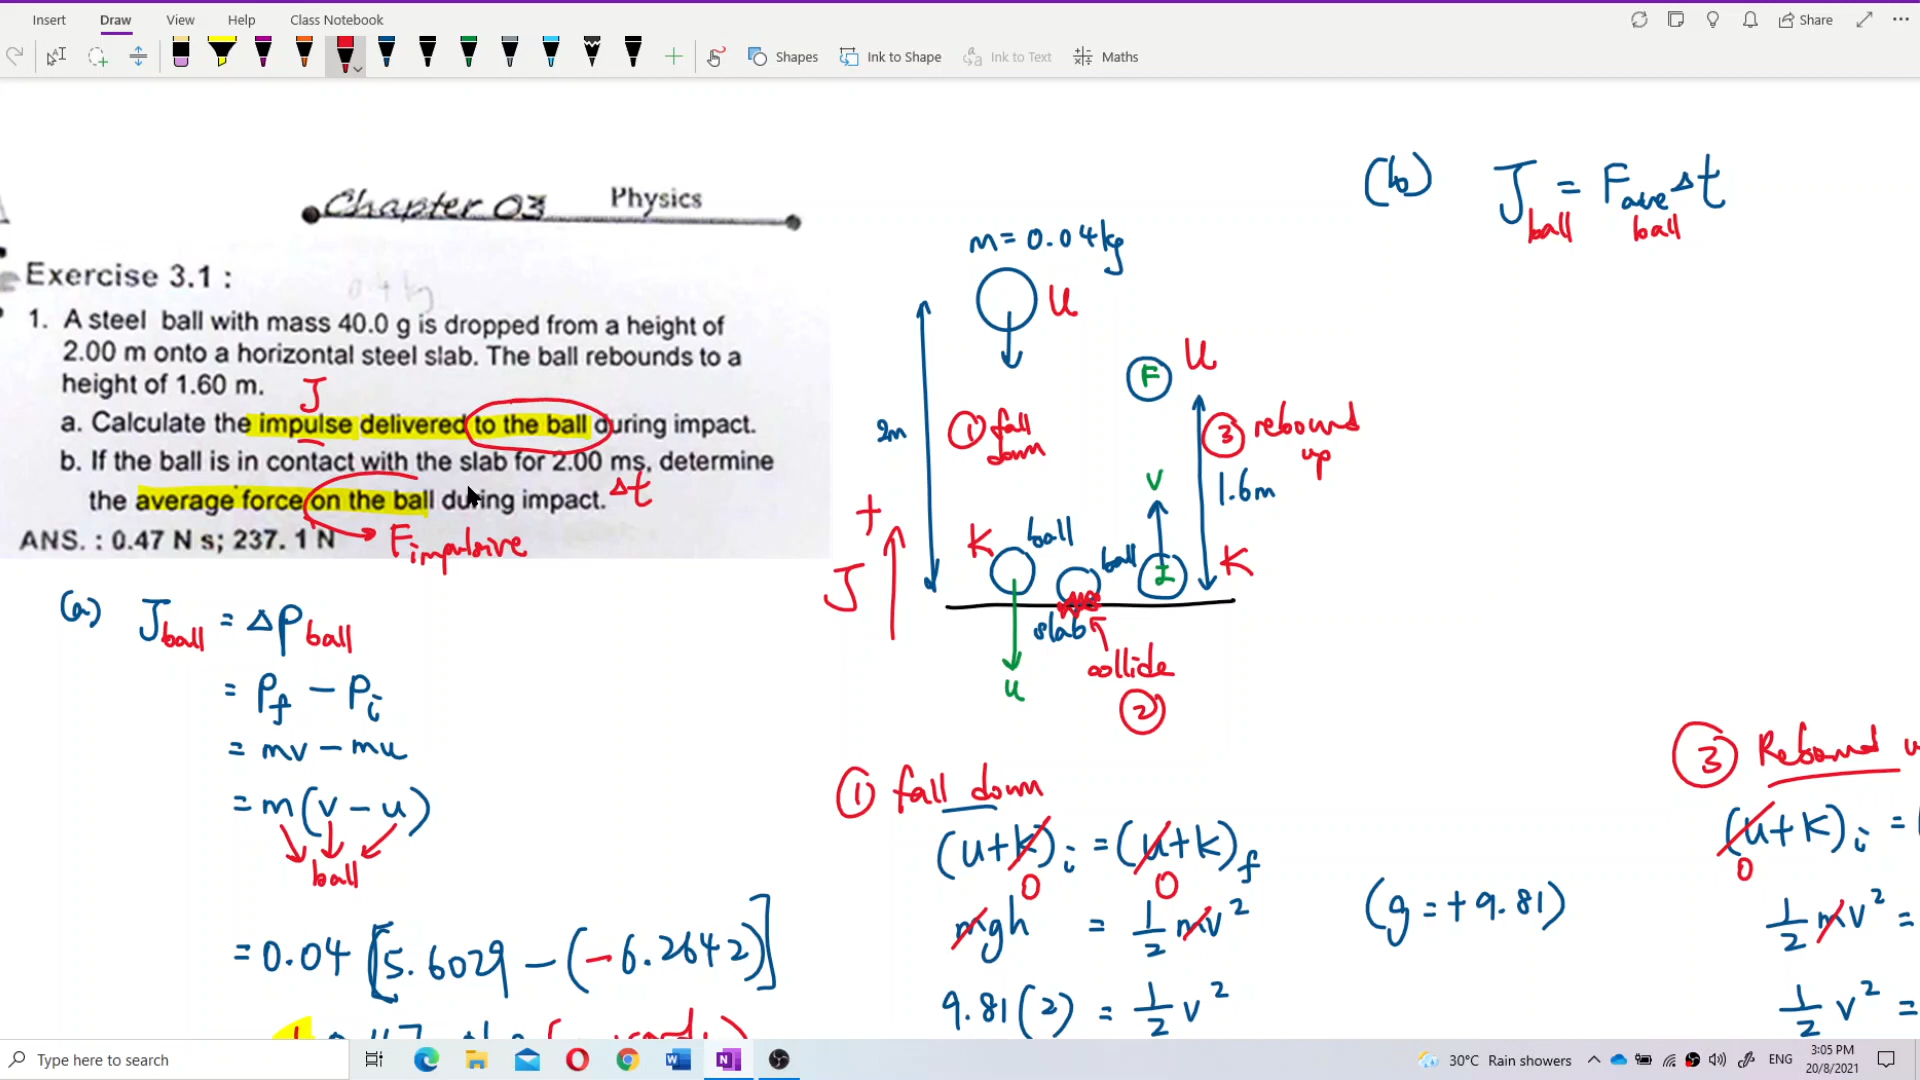 Insert Draw View Help Class Notebook Share
Shapes Ink to Shape Ink to Text Maths
Chapter 03 Physics
Exercise 3.1 :
0.4 kg
1. A steel ball with mass 40.0 g is dropped from a height of
2.00 m onto a horizontal steel slab. The ball rebounds to a
height of 1.60 m.
J
a. Calculate the impulse delivered to the ball during impact.
b. If the ball is in contact with the slab for 2.00 ms, determine
the average force on the ball during impact. Δt
ANS. : 0.47 N s; 237. 1 N
Fimpulsive
(a) Jball = Δpball
= Pf - Pi
= mv - mu
= m(v - u)
ball
= 0.04 [5.6029 - (-6.2642)]
m = 0.04 kg
U
2m
① fall
down
F
U
③ rebound
up
1.6m
V
+
J
K ball
ball
I
K
slab
u
collide
②
(b) Jball = Fave Δt
ball
① fall down
(u+k)i = (u+k)f
0 0
mgh = 1/2 mv²
(g = +9.81)
9.81(2) = 1/2 v²
③ Rebound
(u+k)i =
0
1/2 mv² =
1/2 v² =
Type here to search
30°C Rain showers
ENG
3:05 PM
20/8/2021